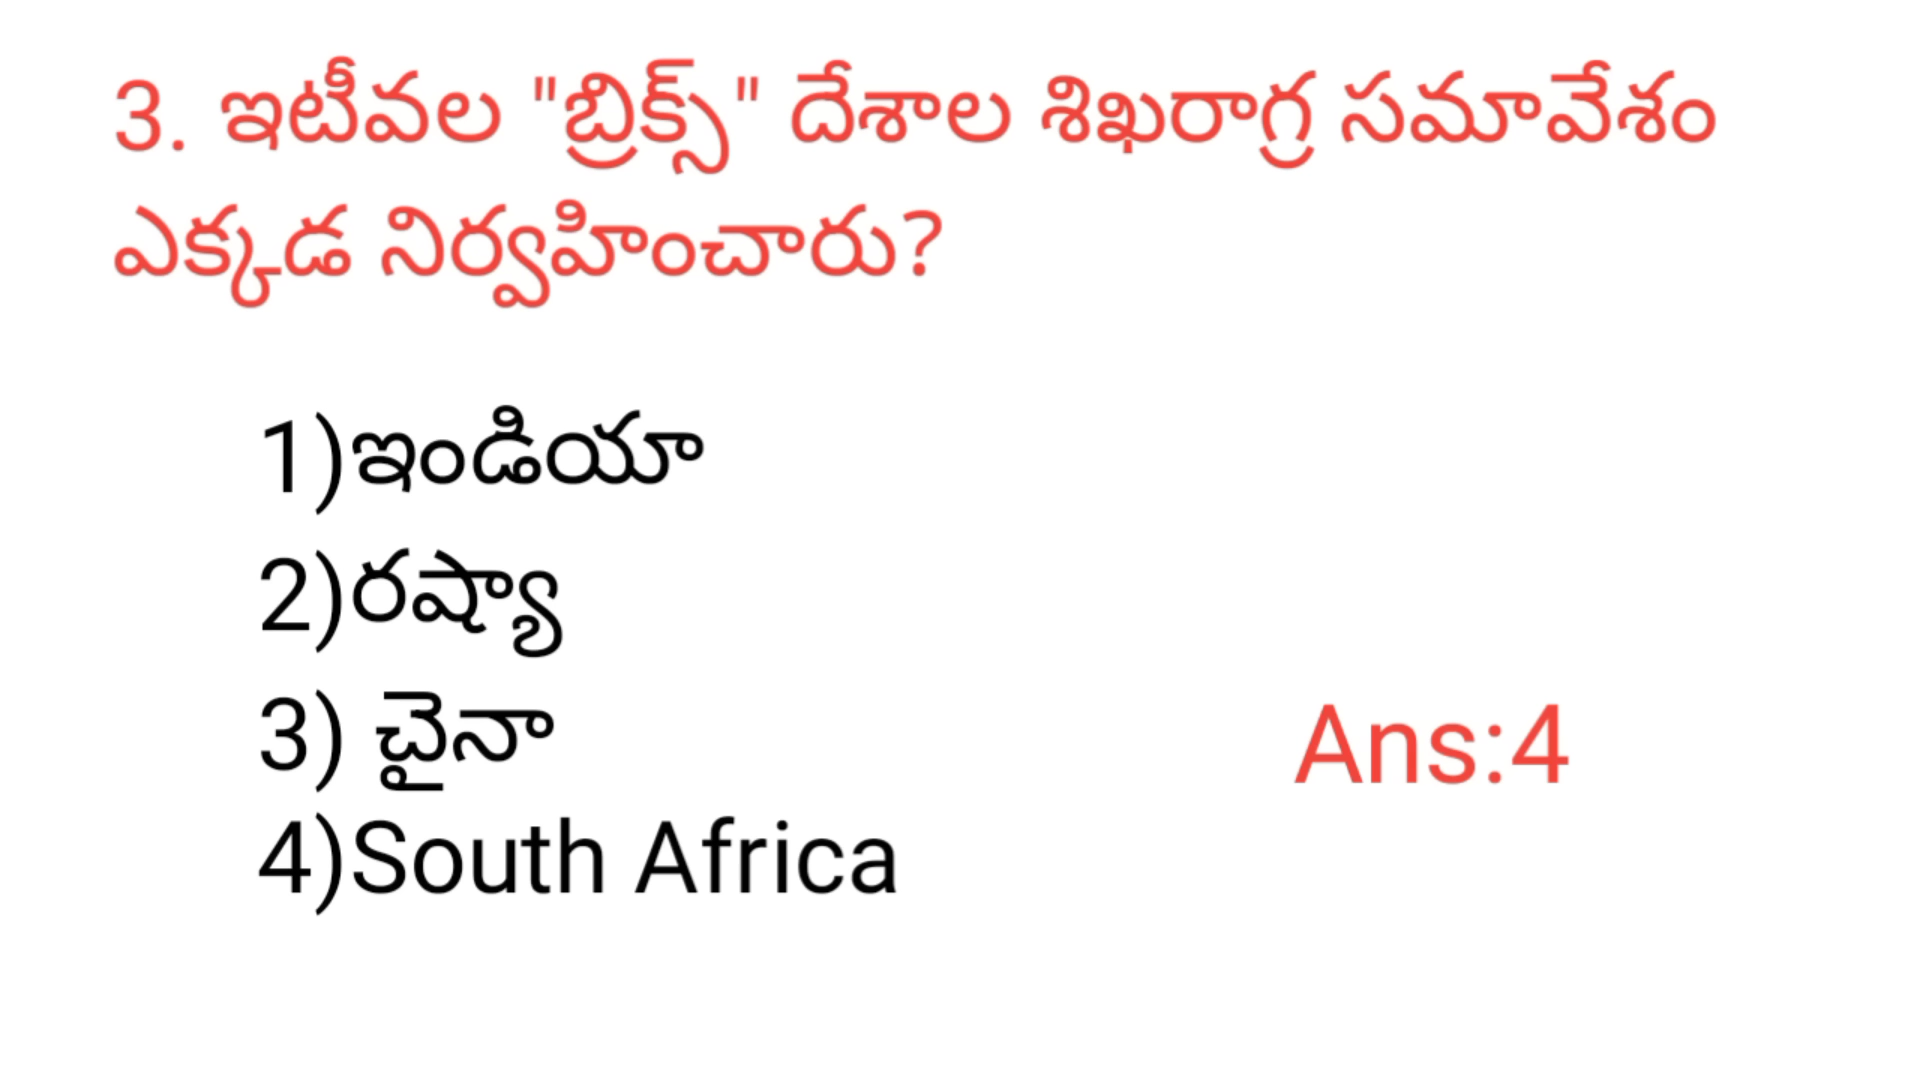 3. ఇటీవల "బ్రిక్స్" దేశాల శిఖరాగ్ర సమావేశం
ఎక్కడ నిర్వహించారు?
1)ఇండియా
2)రష్యా
3) చైనా
4)South Africa
Ans:4